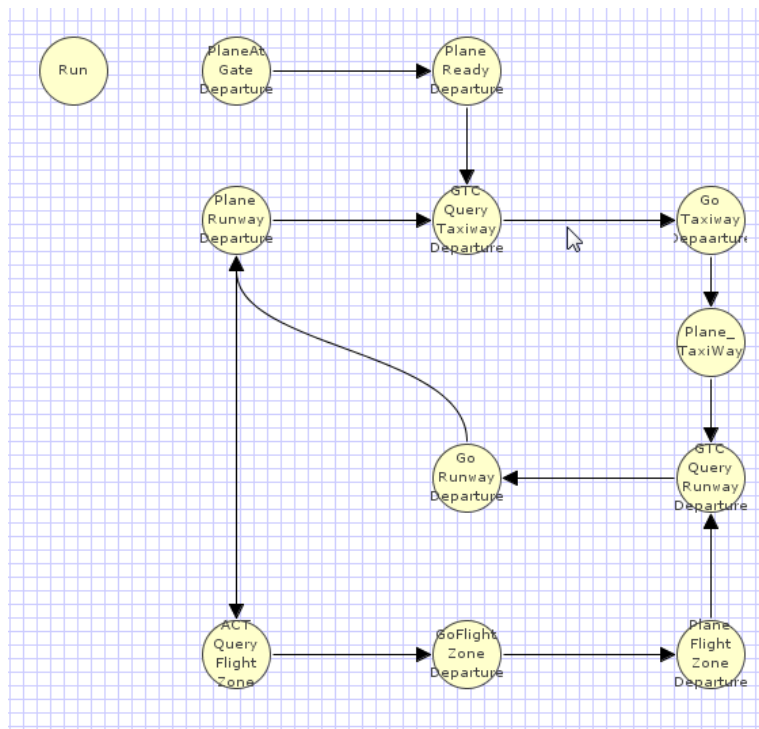 Run
PlaneAt
Gate
Departure
Plane
Ready
Departure
Plane
Runway
Departure
GTC
Query
Taxiway
Departure
Go
Taxiway
Depaarture
Plane_
TaxiWay
Go
Runway
Departure
GTC
Query
Runway
Departure
ACT
Query
Flight
Zone
GoFlight
Zone
Departure
Plane
Flight
Zone
Departure